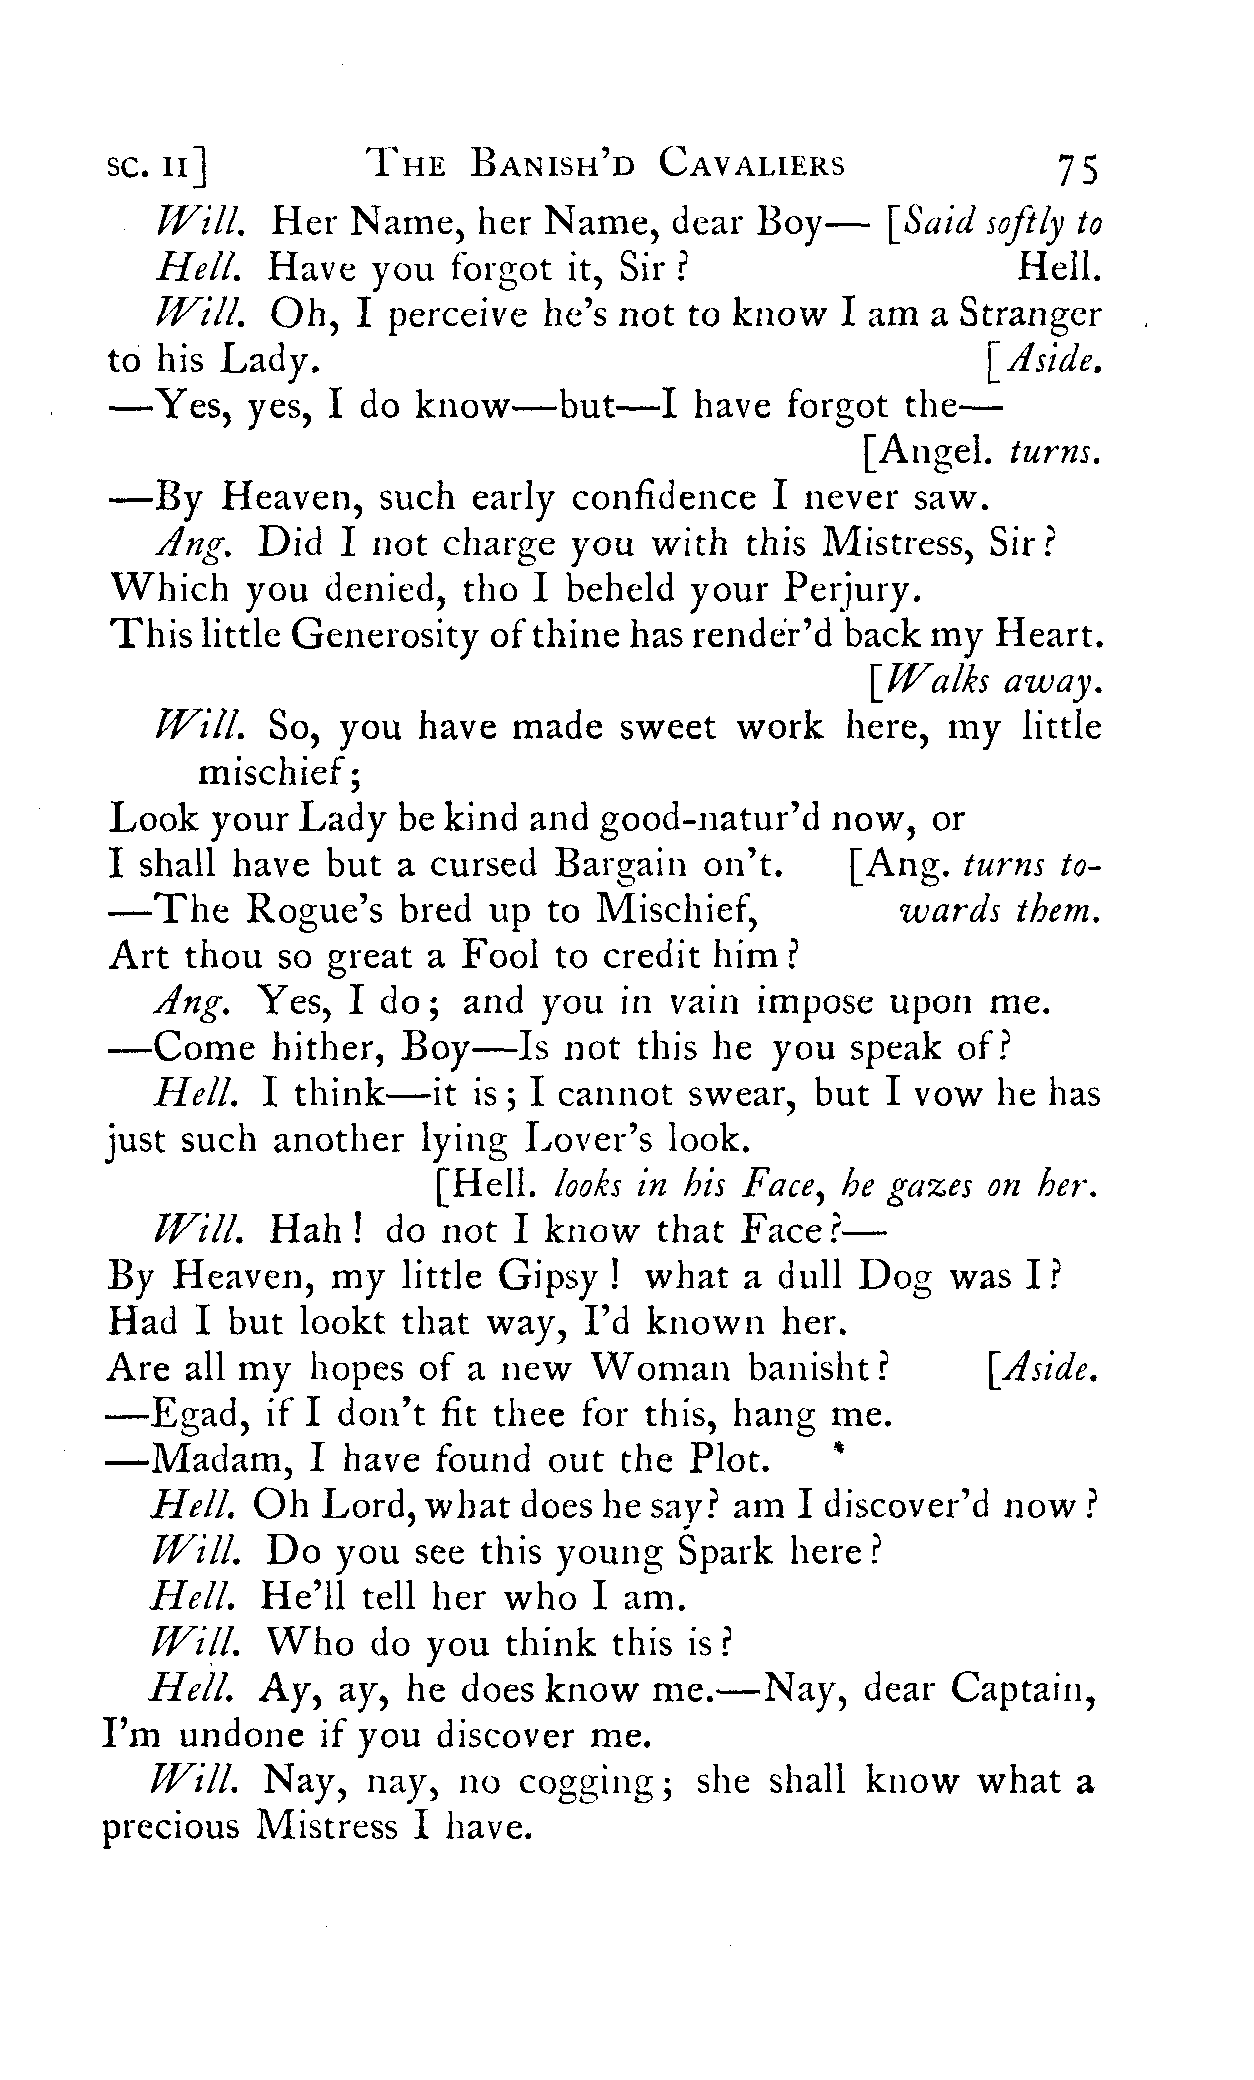 SC. II] THE BANISH'D CAVALIERS 75
Will. Her Name, her Name, dear Boy— [Said softly to
Hell. Have you forgot it, Sir? Hell.
Will. Oh, I perceive he's not to know I am a Stranger
to his Lady. [Aside.
—Yes, yes, I do know—but—I have forgot the—
[Angel. turns.
—By Heaven, such early confidence I never saw.
Ang. Did I not charge you with this Mistress, Sir?
Which you denied, tho I beheld your Perjury.
This little Generosity of thine has render'd back my Heart.
[Walks away.
Will. So, you have made sweet work here, my little
mischief;
Look your Lady be kind and good-natur'd now, or
I shall have but a cursed Bargain on't. [Ang. turns to-
—The Rogue's bred up to Mischief, wards them.
Art thou so great a Fool to credit him?
Ang. Yes, I do; and you in vain impose upon me.
—Come hither, Boy—Is not this he you speak of?
Hell. I think—it is; I cannot swear, but I vow he has
just such another lying Lover's look.
[Hell. looks in his Face, he gazes on her.
Will. Hah! do not I know that Face?—
By Heaven, my little Gipsy! what a dull Dog was I?
Had I but lookt that way, I'd known her.
Are all my hopes of a new Woman banisht? [Aside.
—Egad, if I don't fit thee for this, hang me.
—Madam, I have found out the Plot.
Hell. Oh Lord, what does he say? am I discover'd now?
Will. Do you see this young Spark here?
Hell. He'll tell her who I am.
Will. Who do you think this is?
Hell. Ay, ay, he does know me.—Nay, dear Captain,
I'm undone if you discover me.
Will. Nay, nay, no cogging; she shall know what a
precious Mistress I have.